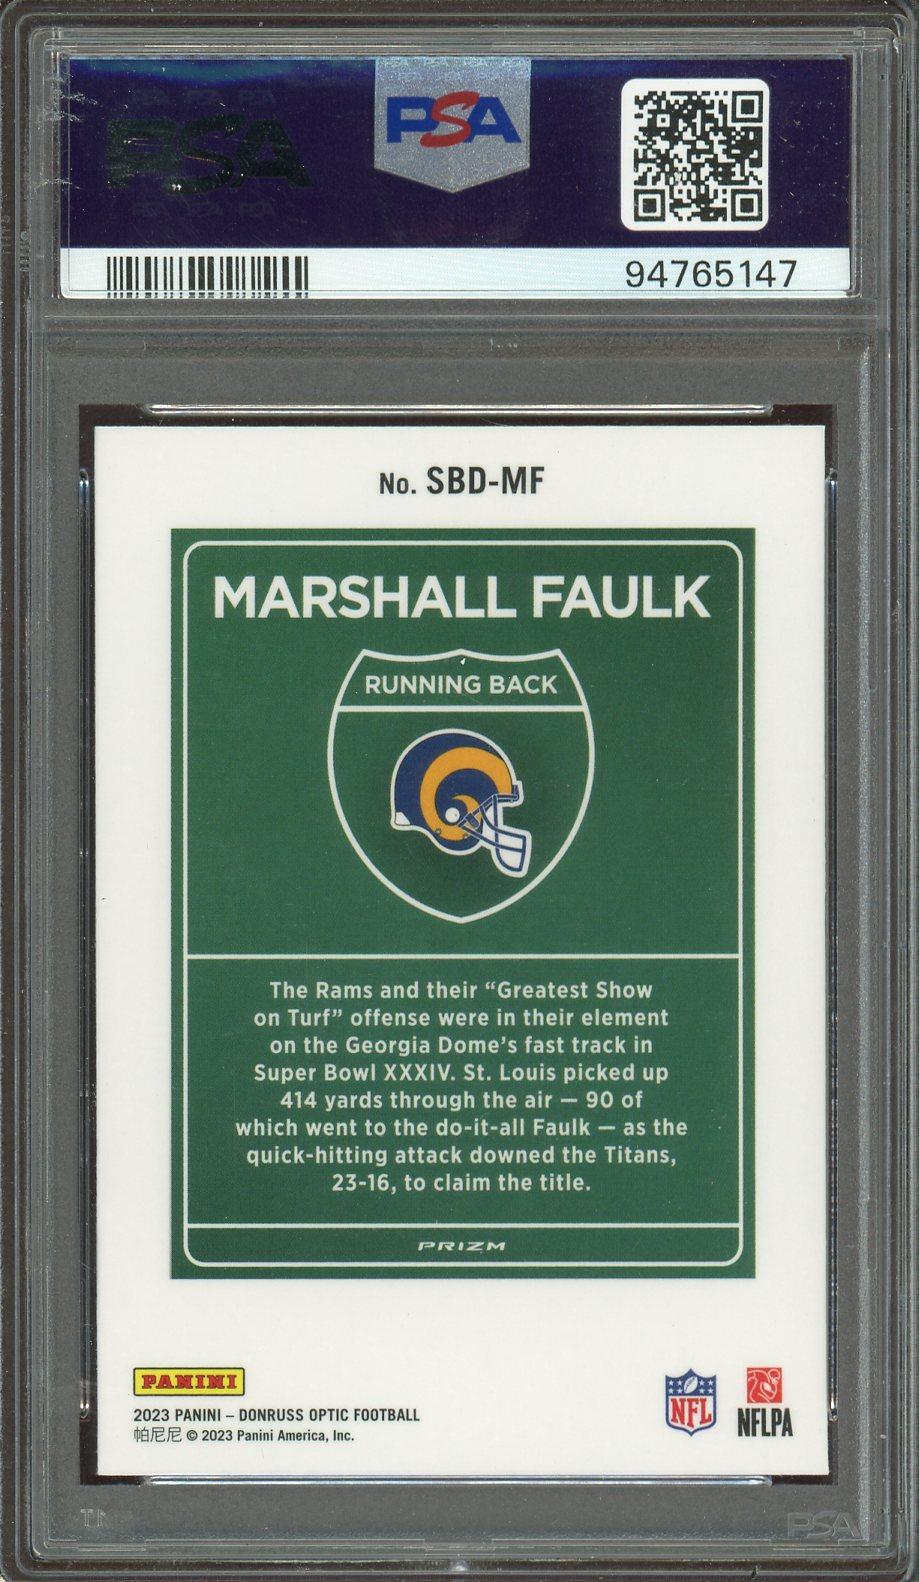 PSA
PSA
94765147
No. SBD-MF
MARSHALL FAULK
RUNNING BACK
The Rams and their “Greatest Show
on Turf” offense were in their element
on the Georgia Dome’s fast track in
Super Bowl XXXIV. St. Louis picked up
414 yards through the air — 90 of
which went to the do-it-all Faulk — as the
quick-hitting attack downed the Titans,
23-16, to claim the title.
PRIZM
PANINI
2023 PANINI – DONRUSS OPTIC FOOTBALL
帕尼尼 © 2023 Panini America, Inc.
NFL
NFLPA
PSA